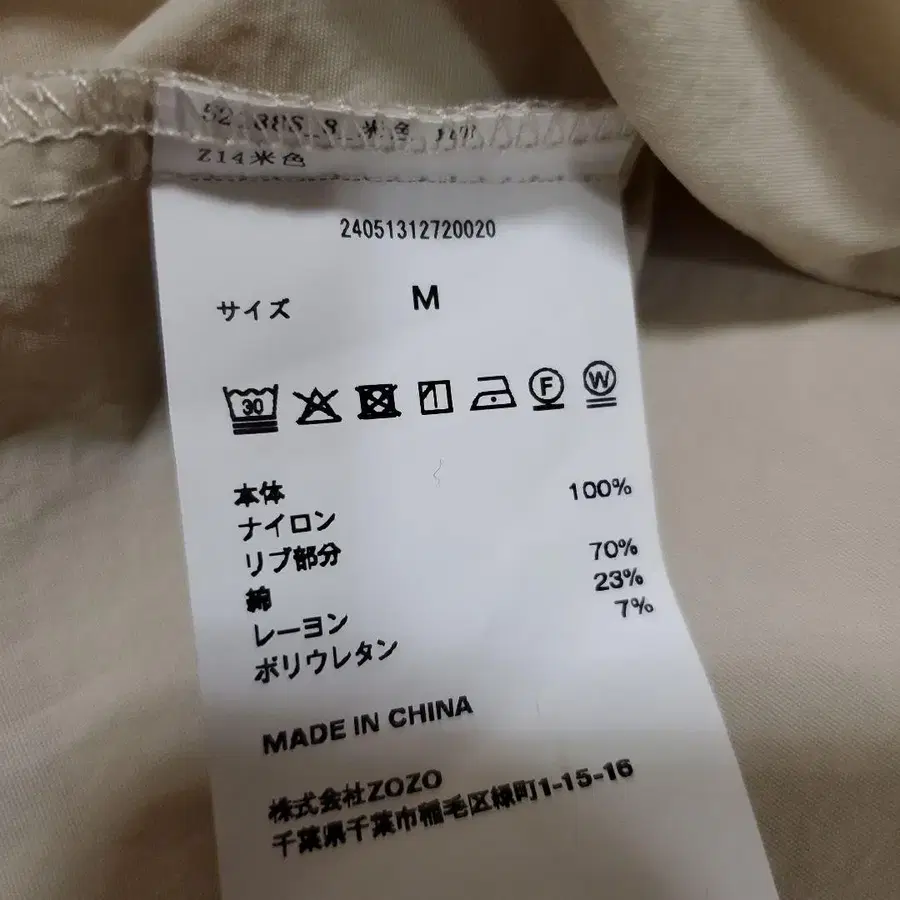 Z14米色
24051312720020
サイズ M
30
F
W
本体
ナイロン 100%
リブ部分
綿 70%
レーヨン 23%
ポリウレタン 7%
MADE IN CHINA
株式会社ZOZO
千葉県千葉市稲毛区緑町1-15-16